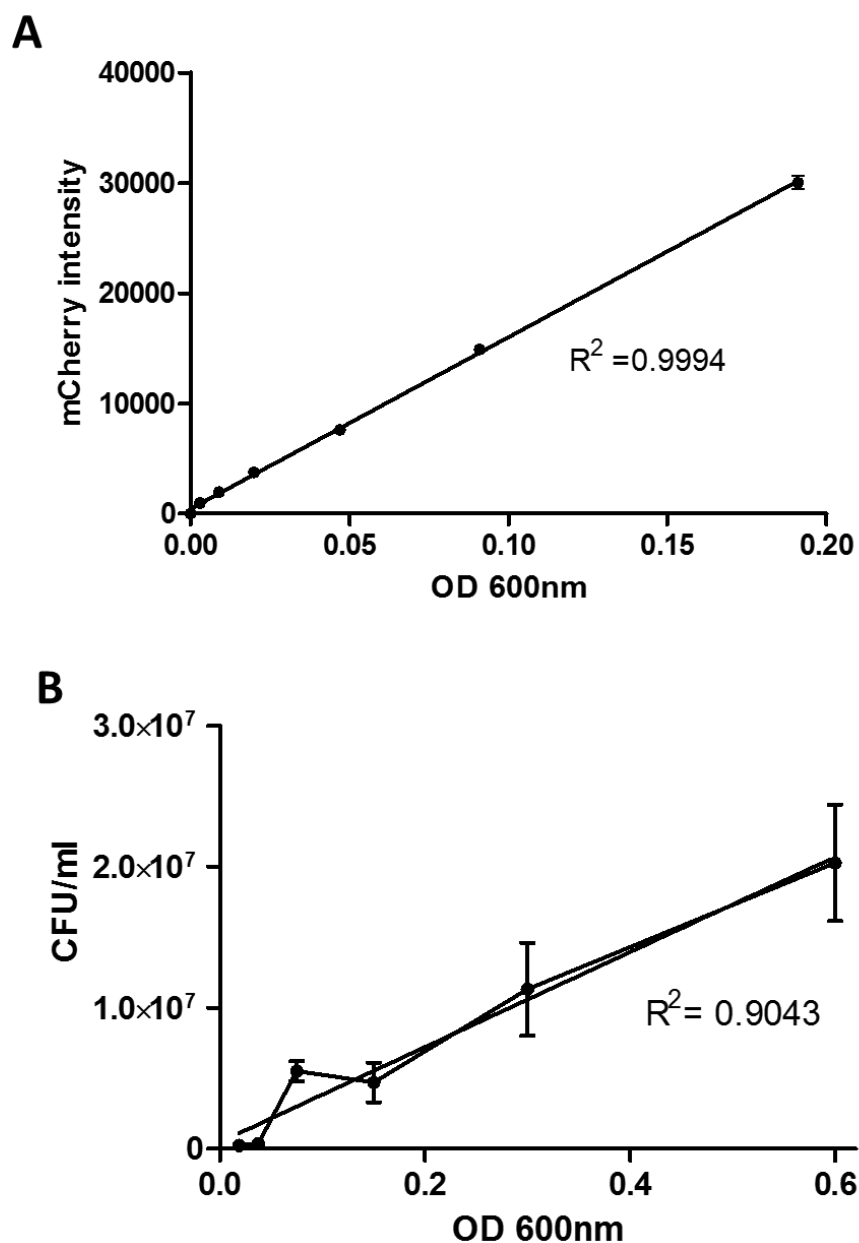 A
40000
30000
20000
10000
0
mCherry intensity
R² =0.9994
0.00 0.05 0.10 0.15 0.20
OD 600nm
B
3.0×10⁷
2.0×10⁷
1.0×10⁷
0
CFU/ml
R²= 0.9043
0.0 0.2 0.4 0.6
OD 600nm